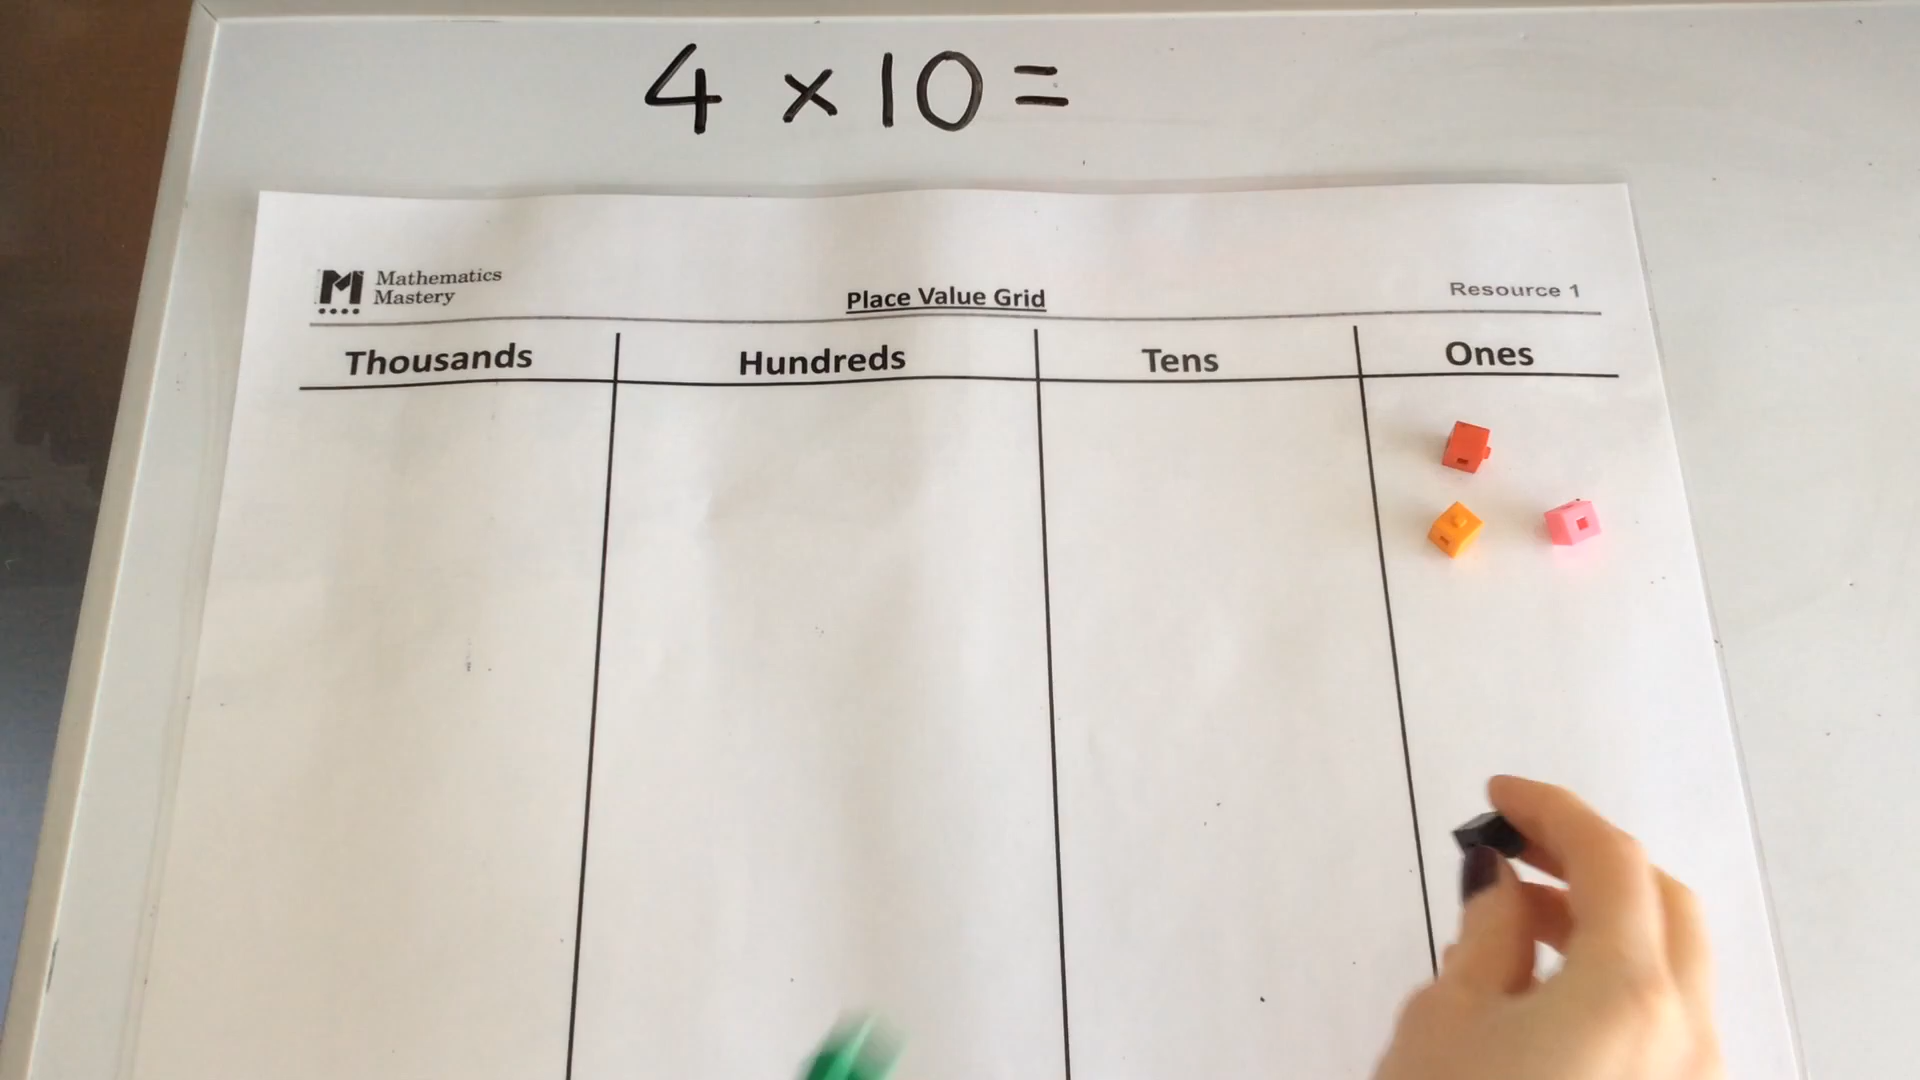 4 × 10 =
Mathematics
Mastery
Place Value Grid
Resource 1
Thousands Hundreds Tens Ones